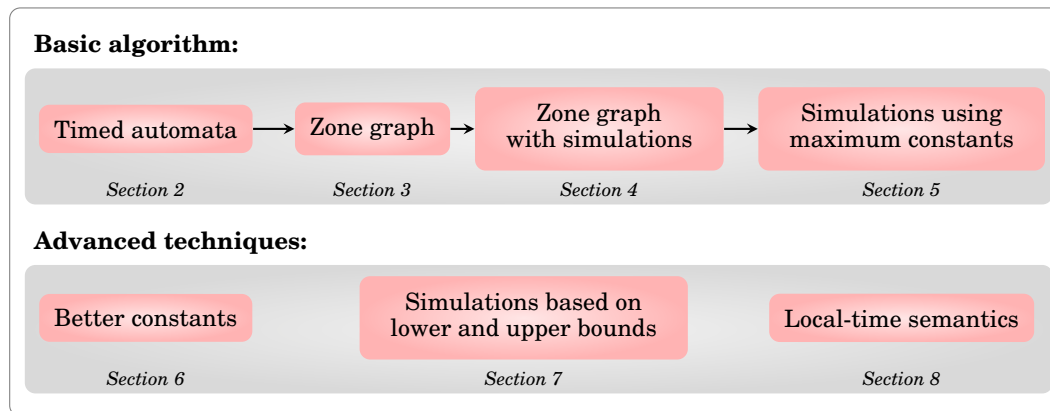 Basic algorithm:
Timed automata
Zone graph
Zone graph
with simulations
Simulations using
maximum constants
Section 2
Section 3
Section 4
Section 5
Advanced techniques:
Better constants
Simulations based on
lower and upper bounds
Local-time semantics
Section 6
Section 7
Section 8